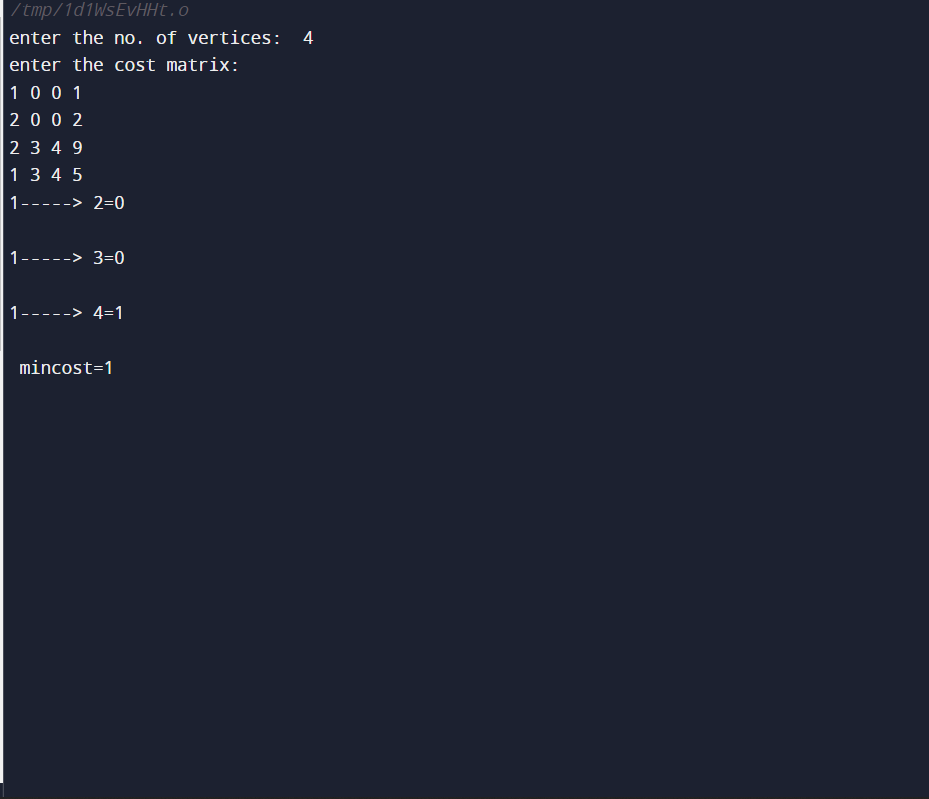 /tmp/1d1WsEvHHt.o
enter the no. of vertices:  4
enter the cost matrix:
1 0 0 1
2 0 0 2
2 3 4 9
1 3 4 5
1-----> 2=0
1-----> 3=0
1-----> 4=1
mincost=1